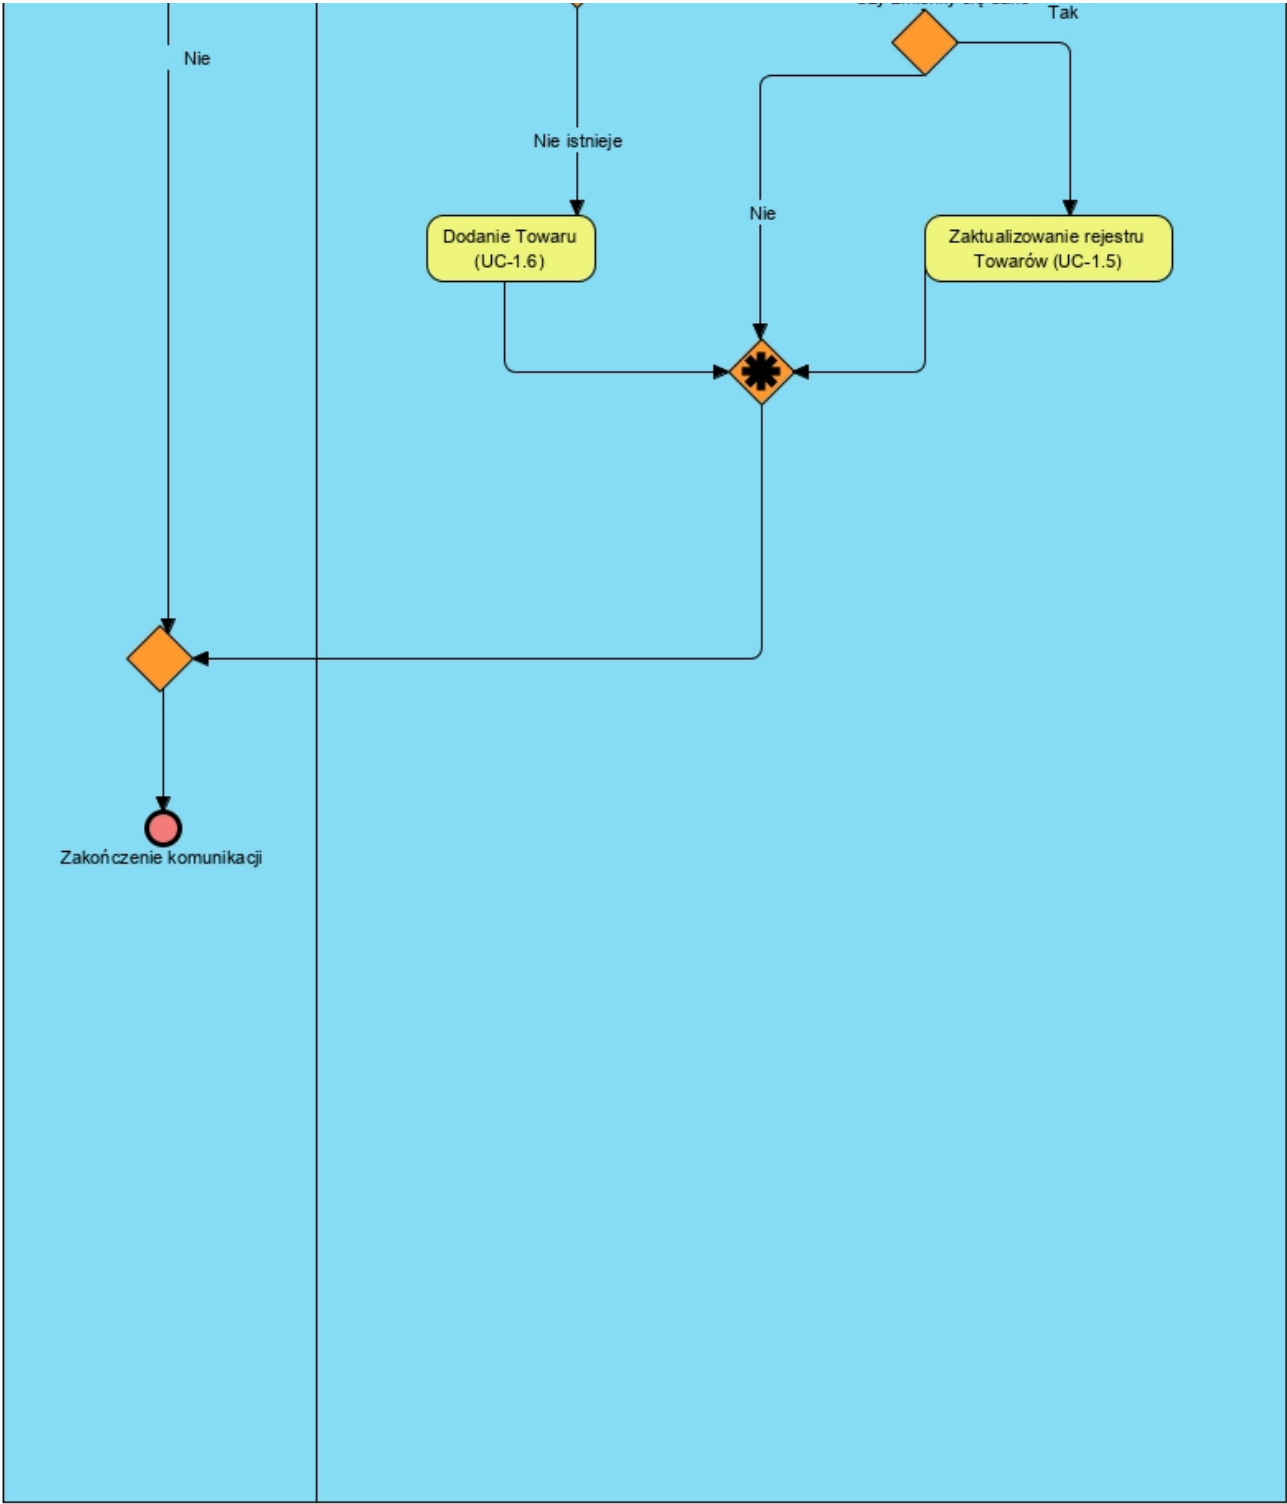 Tak
Nie
Nie istnieje
Nie
Dodanie Towaru
(UC-1.6)
Zaktualizowanie rejestru
Towarów (UC-1.5)
Zakończenie komunikacji